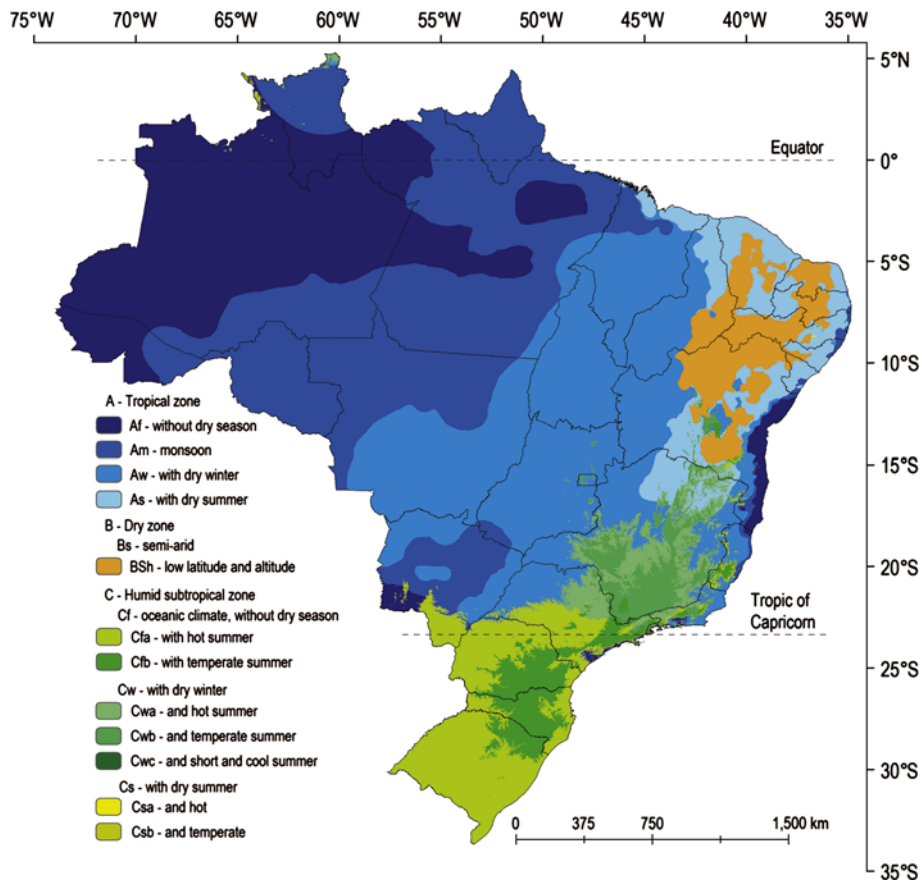 75°W 70°W 65°W 60°W 55°W 50°W 45°W 40°W 35°W
5°N
Equator
0°
5°S
10°S
A - Tropical zone
Af - without dry season
Am - monsoon
Aw - with dry winter
15°S
As - with dry summer
B - Dry zone
Bs - semi-arid
BSh - low latitude and altitude
20°S
C - Humid subtropical zone
Cf - oceanic climate, without dry season
Tropic of
Capricorn
Cfa - with hot summer
Cfb - with temperate summer
25°S
Cw - with dry winter
Cwa - and hot summer
Cwb - and temperate summer
Cwc - and short and cool summer
30°S
Cs - with dry summer
Csa - and hot
Csb - and temperate
0 375 750 1,500 km
35°S